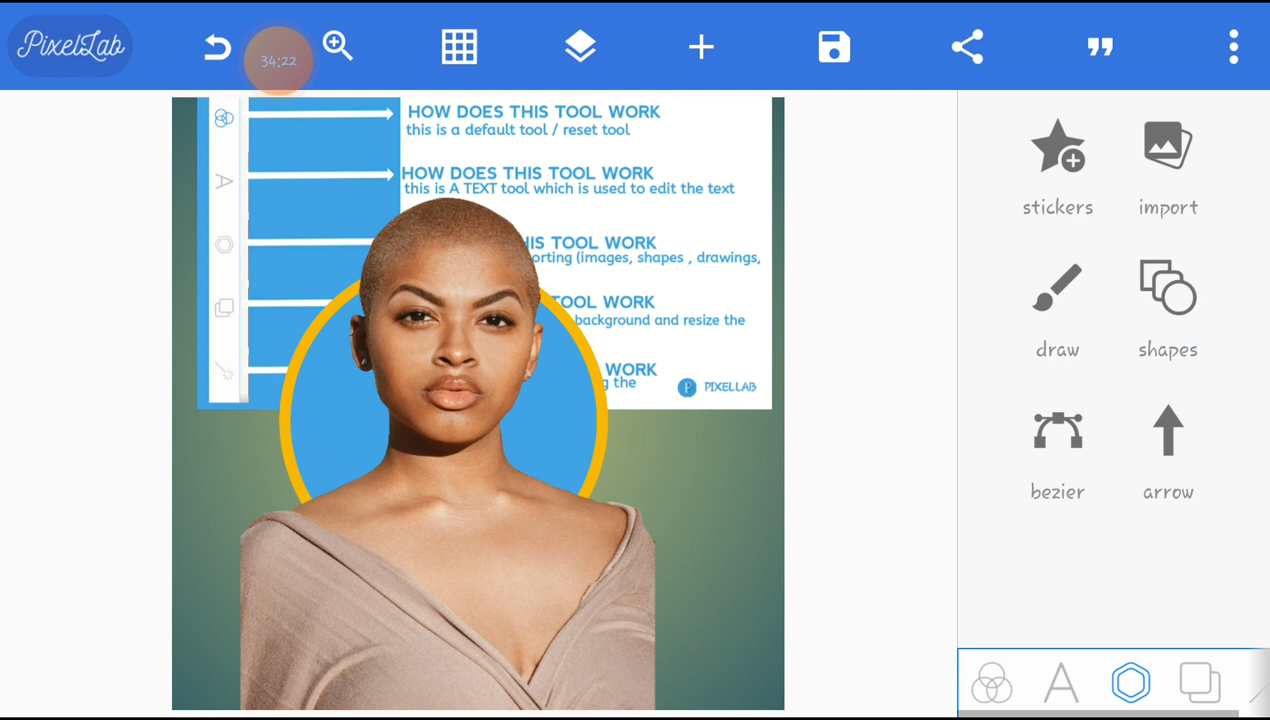 PixelLab
34:22
HOW DOES THIS TOOL WORK
this is a default tool / reset tool
HOW DOES THIS TOOL WORK
this is A TEXT tool which is used to edit the text
HIS TOOL WORK
orting (images, shapes , drawings,
TOOL WORK
background and resize the
WORK
g the
P PIXELLAB
stickers
import
draw
shapes
bezier
arrow
A